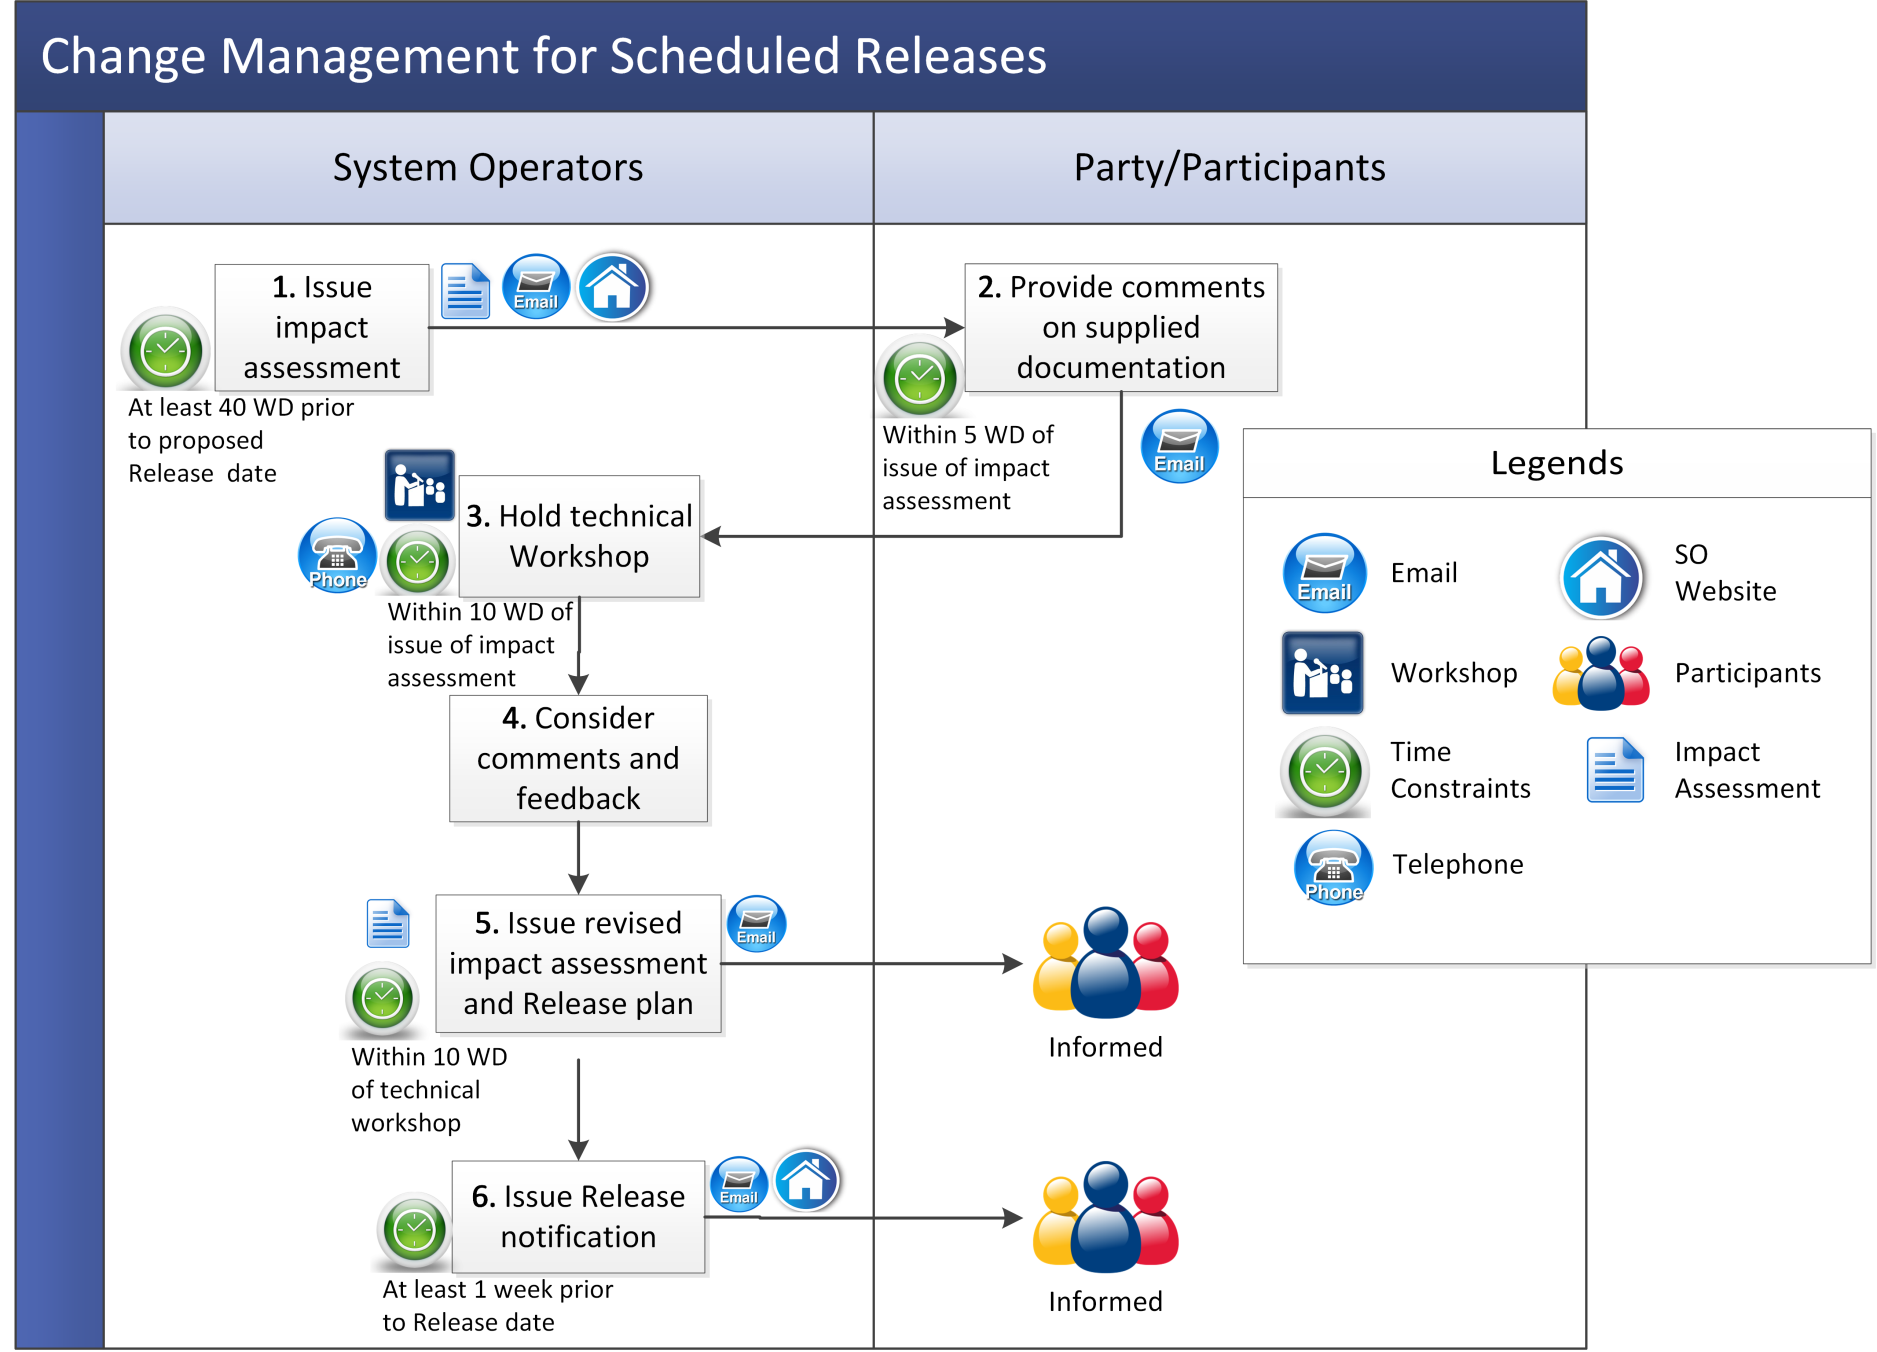 Change Management for Scheduled Releases
System Operators
Party/Participants
1. Issue
impact
assessment
Email
At least 40 WD prior
to proposed
Release date
2. Provide comments
on supplied
documentation
Within 5 WD of
issue of impact
assessment
Email
3. Hold technical
Workshop
Phone
Within 10 WD of
issue of impact
assessment
4. Consider
comments and
feedback
5. Issue revised
impact assessment
and Release plan
Email
Within 10 WD
of technical
workshop
Informed
6. Issue Release
notification
Email
At least 1 week prior
to Release date
Informed
Legends
Email
Email
SO
Website
Workshop
Participants
Time
Constraints
Impact
Assessment
Phone
Telephone